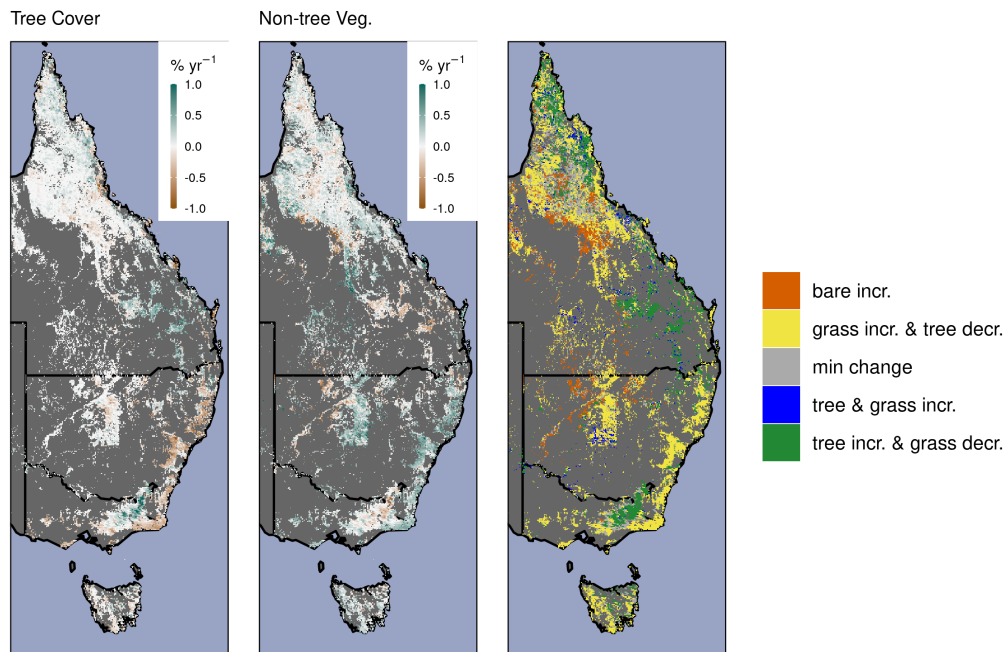 Tree Cover
Non-tree Veg.
% yr⁻¹
1.0
0.5
0.0
-0.5
-1.0
% yr⁻¹
1.0
0.5
0.0
-0.5
-1.0
bare incr.
grass incr. & tree decr.
min change
tree & grass incr.
tree incr. & grass decr.